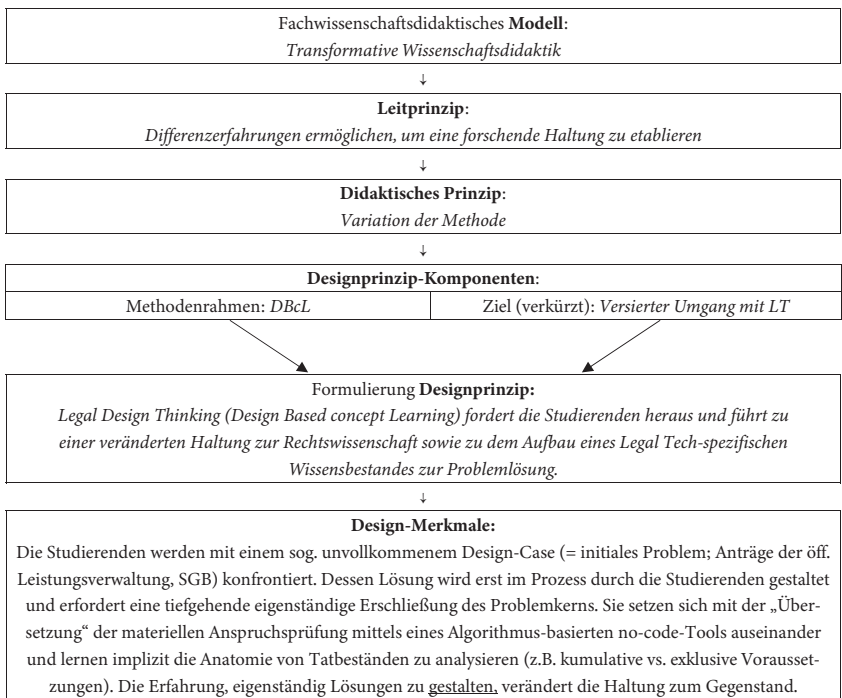 Fachwissenschaftsdidaktisches Modell:
Transformative Wissenschaftsdidaktik
↓
Leitprinzip:
Differenzerfahrungen ermöglichen, um eine forschende Haltung zu etablieren
↓
Didaktisches Prinzip:
Variation der Methode
↓
Designprinzip-Komponenten:
Methodenrahmen: DBcL
Ziel (verkürzt): Versierter Umgang mit LT
Formulierung Designprinzip:
Legal Design Thinking (Design Based concept Learning) fordert die Studierenden heraus und führt zu
einer veränderten Haltung zur Rechtswissenschaft sowie zu dem Aufbau eines Legal Tech-spezifischen
Wissensbestandes zur Problemlösung.
↓
Design-Merkmale:
Die Studierenden werden mit einem sog. unvollkommenem Design-Case (= initiales Problem; Anträge der öff.
Leistungsverwaltung, SGB) konfrontiert. Dessen Lösung wird erst im Prozess durch die Studierenden gestaltet
und erfordert eine tiefgehende eigenständige Erschließung des Problemkerns. Sie setzen sich mit der „Über-
setzung“ der materiellen Anspruchsprüfung mittels eines Algorithmus-basierten no-code-Tools auseinander
und lernen implizit die Anatomie von Tatbeständen zu analysieren (z.B. kumulative vs. exklusive Vorausset-
zungen). Die Erfahrung, eigenständig Lösungen zu gestalten, verändert die Haltung zum Gegenstand.